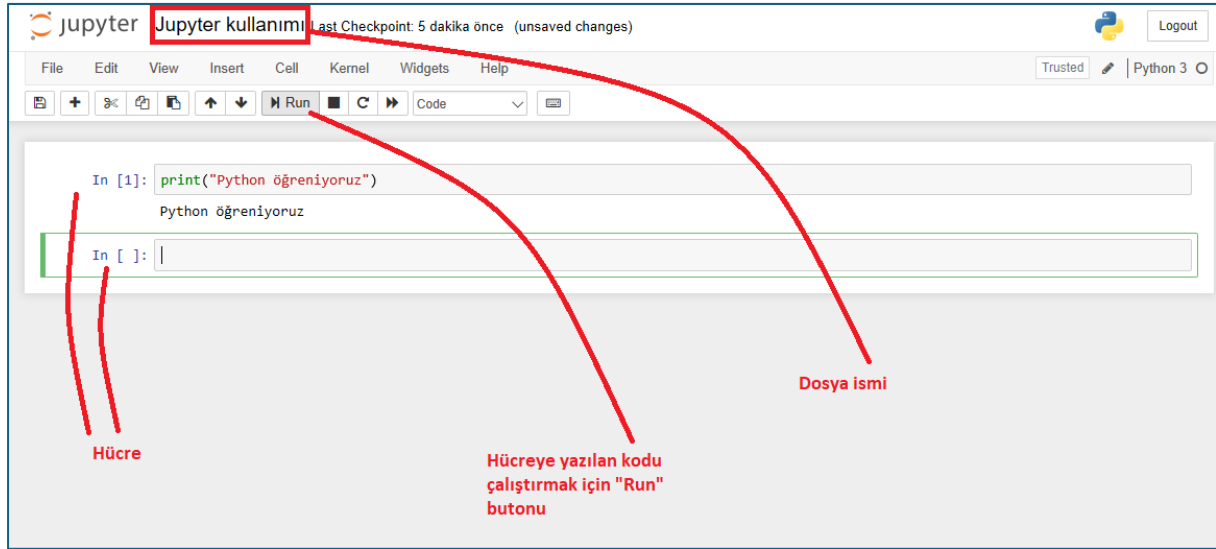 jupyter Jupyter kullanımı Last Checkpoint: 5 dakika önce (unsaved changes) Logout
File Edit View Insert Cell Kernel Widgets Help Trusted Python 3
Run Code
In [1]: print("Python öğreniyoruz")
Python öğreniyoruz
In [ ]:
Dosya ismi
Hücre
Hücreye yazılan kodu
çalıştırmak için "Run"
butonu